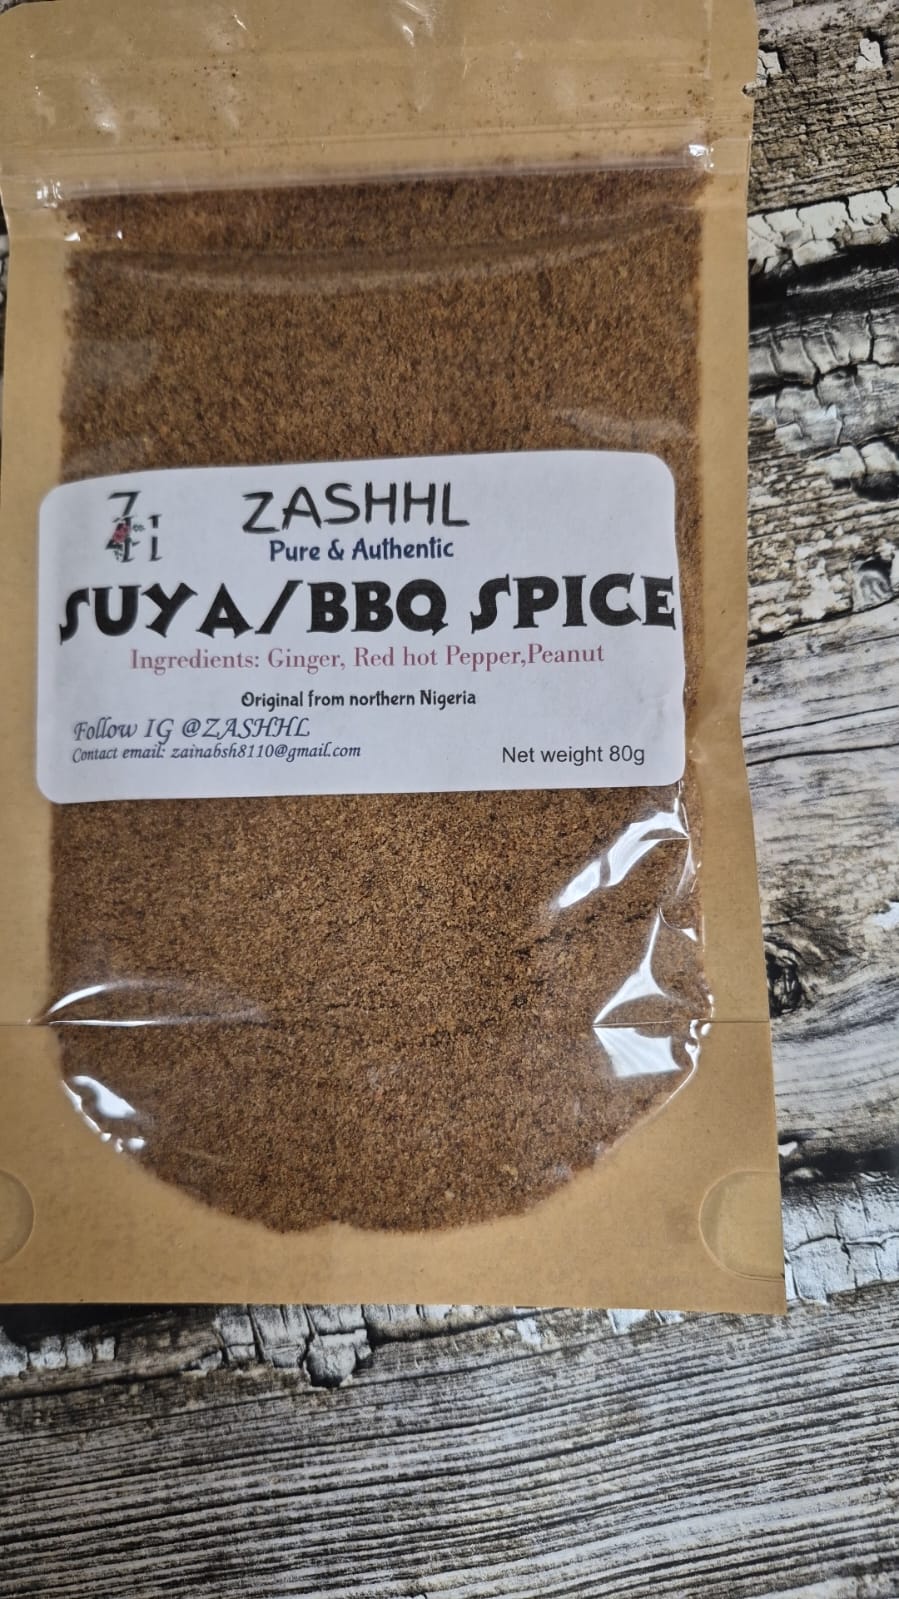 ZASHHL
Pure & Authentic
SUYA/BBQ SPICE
Ingredients: Ginger, Red hot Pepper,Peanut
Original from northern Nigeria
Follow IG @ZASHHL
Contact email: zainabsh8110@gmail.com
Net weight 80g